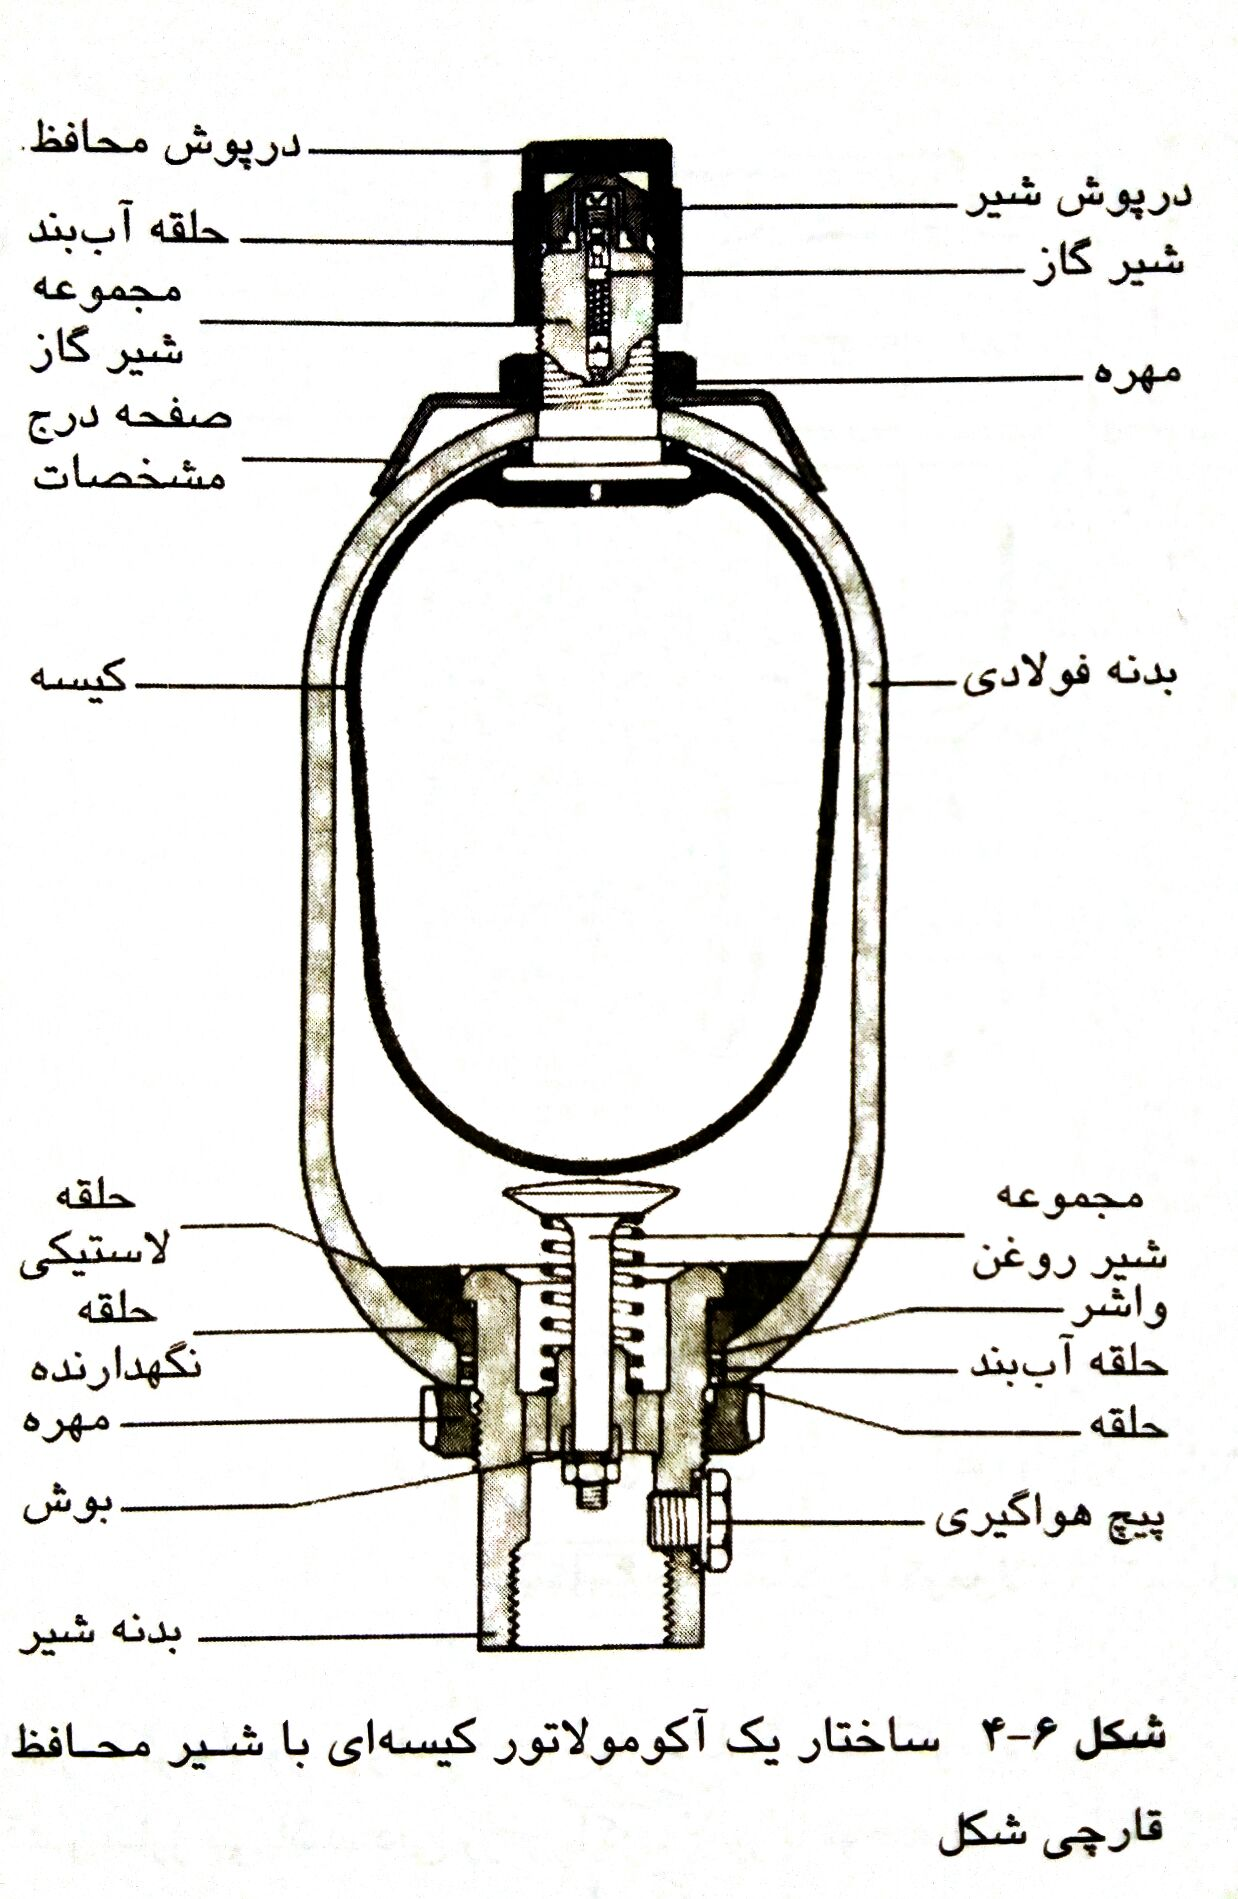 درپوش محافظ
درپوش شیر
حلقه آب‌بند
شیر گاز
مجموعه
شیر گاز
مهره
صفحه درج
مشخصات
کیسه
بدنه فولادی
حلقه
لاستیکی
مجموعه
شیر روغن
حلقه
نگهدارنده
واشر
حلقه آب‌بند
مهره
حلقه
بوش
پیچ هواگیری
بدنه شیر
شکل ۶-۴ ساختار یک آکومولاتور کیسه‌ای با شیر محافظ
قارچی شکل